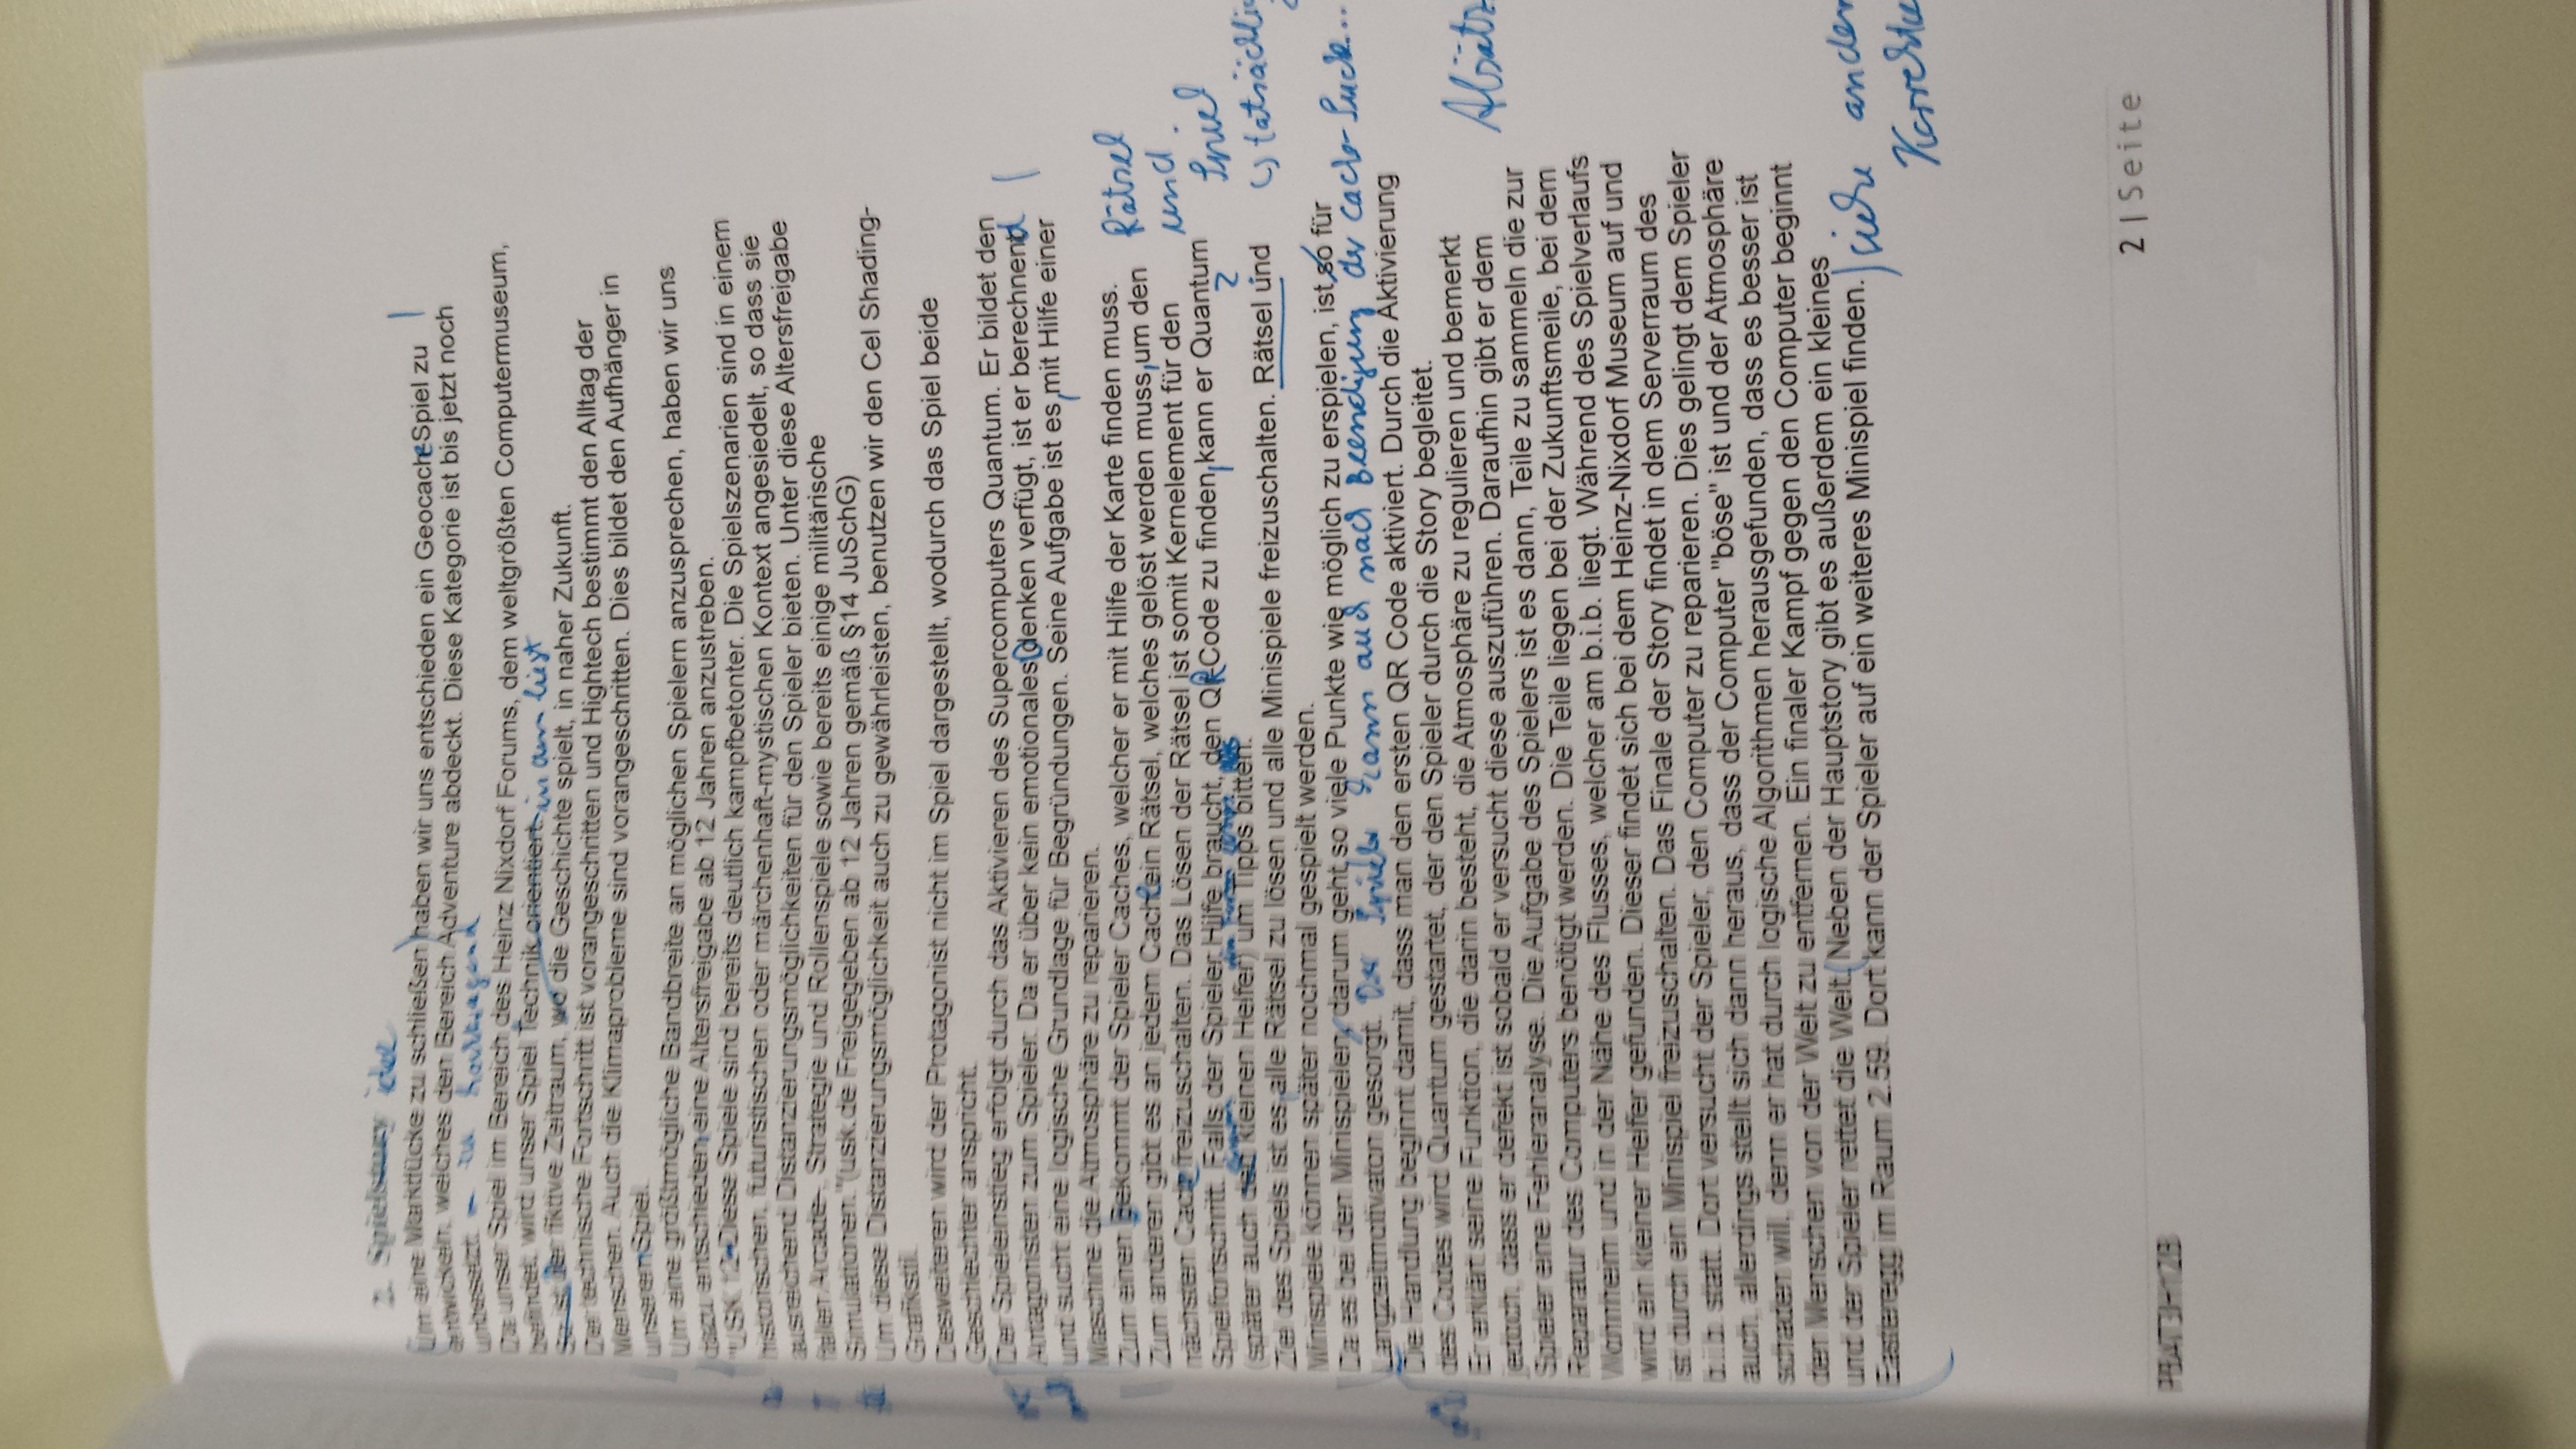 2. Spielstory idee
Um eine Marktlücke zu schließen haben wir uns entschieden ein Geocache Spiel zu
entwickeln, welches den Bereich Adventure abdeckt. Diese Kategorie ist bis jetzt noch
unbesetzt. - zu
Da unser Spiel im Bereich des Heinz Nixdorf Forums, dem weltgrößten Computermuseum,
befindet, wird unser Spiel Technik orientiert. in dem liegt
So ist der fiktive Zeitraum, wo die Geschichte spielt, in naher Zukunft.
Der technische Fortschritt ist vorangeschritten und Hightech bestimmt den Alltag der
Menschen. Auch die Klimaprobleme sind vorangeschritten. Dies bildet den Aufhänger in
unserem Spiel.
Um eine größtmögliche Bandbreite an möglichen Spielern anzusprechen, haben wir uns
dazu entschieden, eine Altersfreigabe ab 12 Jahren anzustreben.
"USK 12-Diese Spiele sind bereits deutlich kampfbetonter. Die Spielszenarien sind in einem
historischen, futuristischen oder märchenhaft-mystischen Kontext angesiedelt, so dass sie
ausreichend Distanzierungsmöglichkeiten für den Spieler bieten. Unter diese Altersfreigabe
fallen Arcade-, Strategie und Rollenspiele sowie bereits einige militärische
Simulationen."(usk.de Freigegeben ab 12 Jahren gemäß §14 JuSchG)
Um diese Distanzierungsmöglichkeit auch zu gewährleisten, benutzen wir den Cel Shading-
Grafikstil.
Desweiteren wird der Protagonist nicht im Spiel dargestellt, wodurch das Spiel beide
Geschlechter anspricht.
Der Spieleinstieg erfolgt durch das Aktivieren des Supercomputers Quantum. Er bildet den
Antagonisten zum Spieler. Da er über kein emotionales denken verfügt, ist er berechnend
und sucht eine logische Grundlage für Begründungen. Seine Aufgabe ist es, mit Hilfe einer
Maschine die Atmosphäre zu reparieren.
Zum einen bekommt der Spieler Caches, welcher er mit Hilfe der Karte finden muss. Rätsel
Zum anderen gibt es an jedem Cach ein Rätsel, welches gelöst werden muss, um den
nächsten Cache freizuschalten. Das Lösen der Rätsel ist somit Kernelement für den und
Spielfortschritt. Falls der Spieler Hilfe braucht, den QR-Code zu finden, kann er Quantum Spiel
(später auch den kleinen Helfer) um Tipps bitten. ?
Ziel des Spiels ist es, alle Rätsel zu lösen und alle Minispiele freizuschalten. Rätsel und
Minispiele können später nochmal gespielt werden.
Da es bei den Minispielen, darum geht, so viele Punkte wie möglich zu erspielen, ist so für
Langzeitmotivaton gesorgt. Der Spieler kann auch nach Beendigung der Cache-Suche...
Die Handlung beginnt damit, dass man den ersten QR Code aktiviert. Durch die Aktivierung
des Codes wird Quantum gestartet, der den Spieler durch die Story begleitet.
Er erklärt seine Funktion, die darin besteht, die Atmosphäre zu regulieren und bemerkt
jedoch, dass er defekt ist sobald er versucht diese auszuführen. Daraufhin gibt er dem
Spieler eine Fehleranalyse. Die Aufgabe des Spielers ist es dann, Teile zu sammeln die zur
Reparatur des Computers benötigt werden. Die Teile liegen bei der Zukunftsmeile, bei dem
Wohnheim und in der Nähe des Flusses, welcher am b.i.b. liegt. Während des Spielverlaufs
wird ein kleiner Helfer gefunden. Dieser findet sich bei dem Heinz-Nixdorf Museum auf und
ist durch ein Minispiel freizuschalten. Das Finale der Story findet in dem Serverraum des
b.i.b. statt. Dort versucht der Spieler, den Computer zu reparieren. Dies gelingt dem Spieler
auch, allerdings stellt sich dann heraus, dass der Computer "böse" ist und der Atmosphäre
schaden will, denn er hat durch logische Algorithmen herausgefunden, dass es besser ist
den Menschen von der Welt zu entfernen. Ein finaler Kampf gegen den Computer beginnt
und der Spieler rettet die Welt. Neben der Hauptstory gibt es außerdem ein kleines
Easteregg im Raum 2.59. Dort kann der Spieler auf ein weiteres Minispiel finden. siehe
2 | Seite
PBAT3H12B